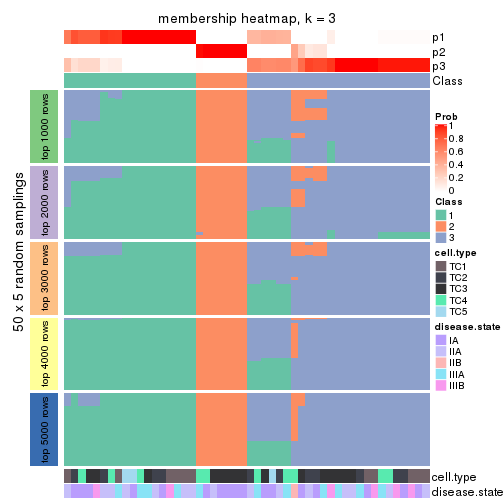 membership heatmap, k = 3
p1
p2
p3
Class
50 x 5 random samplings
top 1000 rows
top 2000 rows
top 3000 rows
top 4000 rows
top 5000 rows
cell.type
disease.state
Prob
1
0.8
0.6
0.4
0.2
0
Class
1
2
3
cell.type
TC1
TC2
TC3
TC4
TC5
disease.state
IA
IIA
IIB
IIIA
IIIB